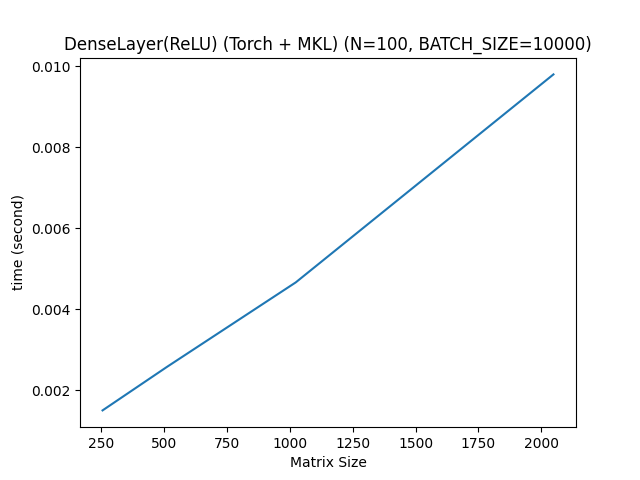 DenseLayer(ReLU) (Torch + MKL) (N=100, BATCH_SIZE=10000)
0.010
0.008
0.006
0.004
0.002
time (second)
250 500 750 1000 1250 1500 1750 2000
Matrix Size